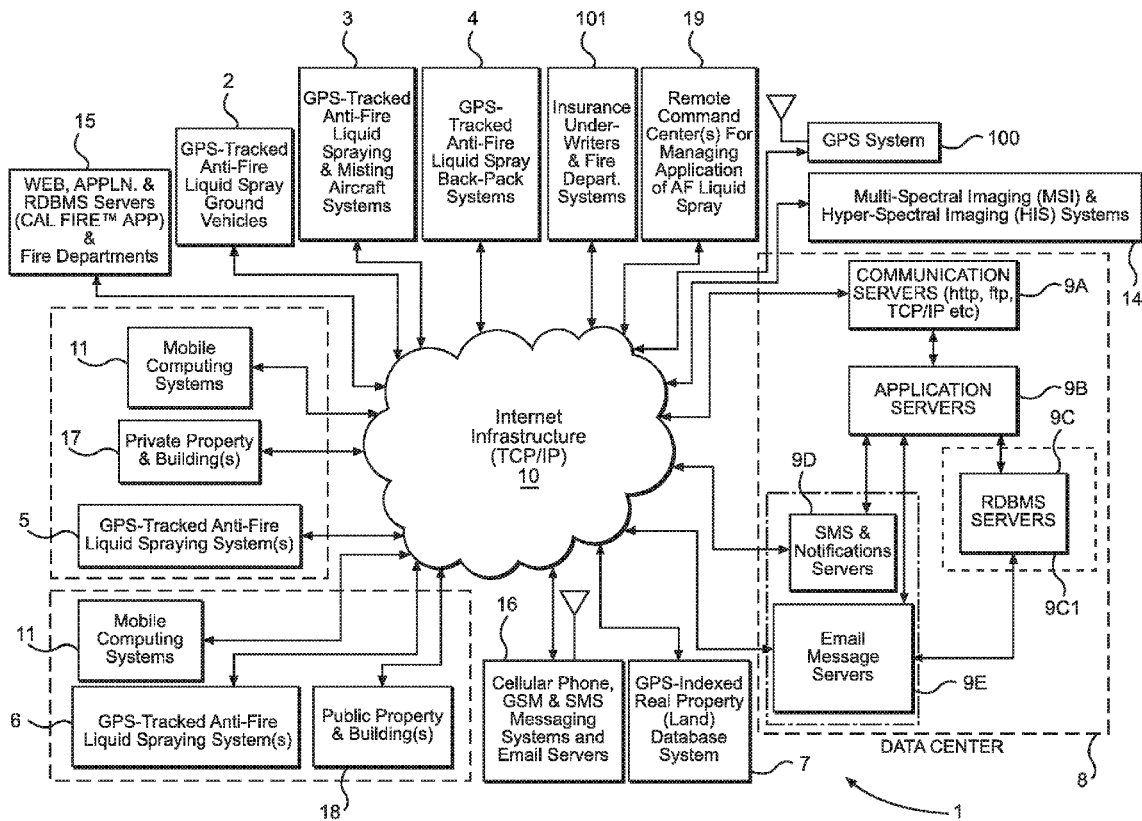 3
4
101
19
2
15
GPS-Tracked
Anti-Fire
Liquid
Spraying
& Misting
Aircraft
Systems
GPS-
Tracked
Anti-Fire
Liquid Spray
Back-Pack
Systems
Insurance
Under-
Writers
& Fire
Depart.
Systems
Remote
Command
Center(s) For
Managing
Application
of AF Liquid
Spray
GPS System
100
GPS-Tracked
Anti-Fire
Liquid Spray
Ground
Vehicles
WEB, APPLN. &
RDBMS Servers
(CAL FIRE™ APP)
&
Fire Departments
Multi-Spectral Imaging (MSI) &
Hyper-Spectral Imaging (HIS) Systems
14
COMMUNICATION
SERVERS (http, ftp,
TCP/IP etc)
9A
11
Mobile
Computing
Systems
APPLICATION
SERVERS
9B
17
Private Property
& Building(s)
Internet
Infrastructure
(TCP/IP)
10
9C
9D
RDBMS
SERVERS
5
GPS-Tracked Anti-Fire
Liquid Spraying System(s)
SMS &
Notifications
Servers
9C1
11
Mobile
Computing
Systems
16
Email
Message
Servers
9E
6
GPS-Tracked Anti-Fire
Liquid Spraying System(s)
Public Property
& Building(s)
18
Cellular Phone,
GSM & SMS
Messaging
Systems and
Email Servers
GPS-Indexed
Real Property
(Land)
Database
System
7
DATA CENTER
8
1